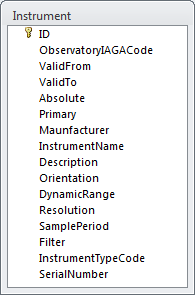 Instrument
ID
ObservatoryIAGACode
ValidFrom
ValidTo
Absolute
Primary
Maunfacturer
InstrumentName
Description
Orientation
DynamicRange
Resolution
SamplePeriod
Filter
InstrumentTypeCode
SerialNumber